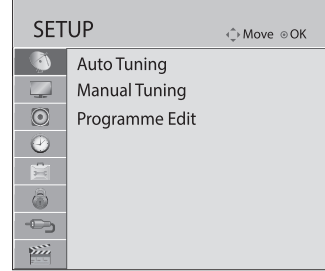 SETUP
Move OK
Auto Tuning
Manual Tuning
Programme Edit